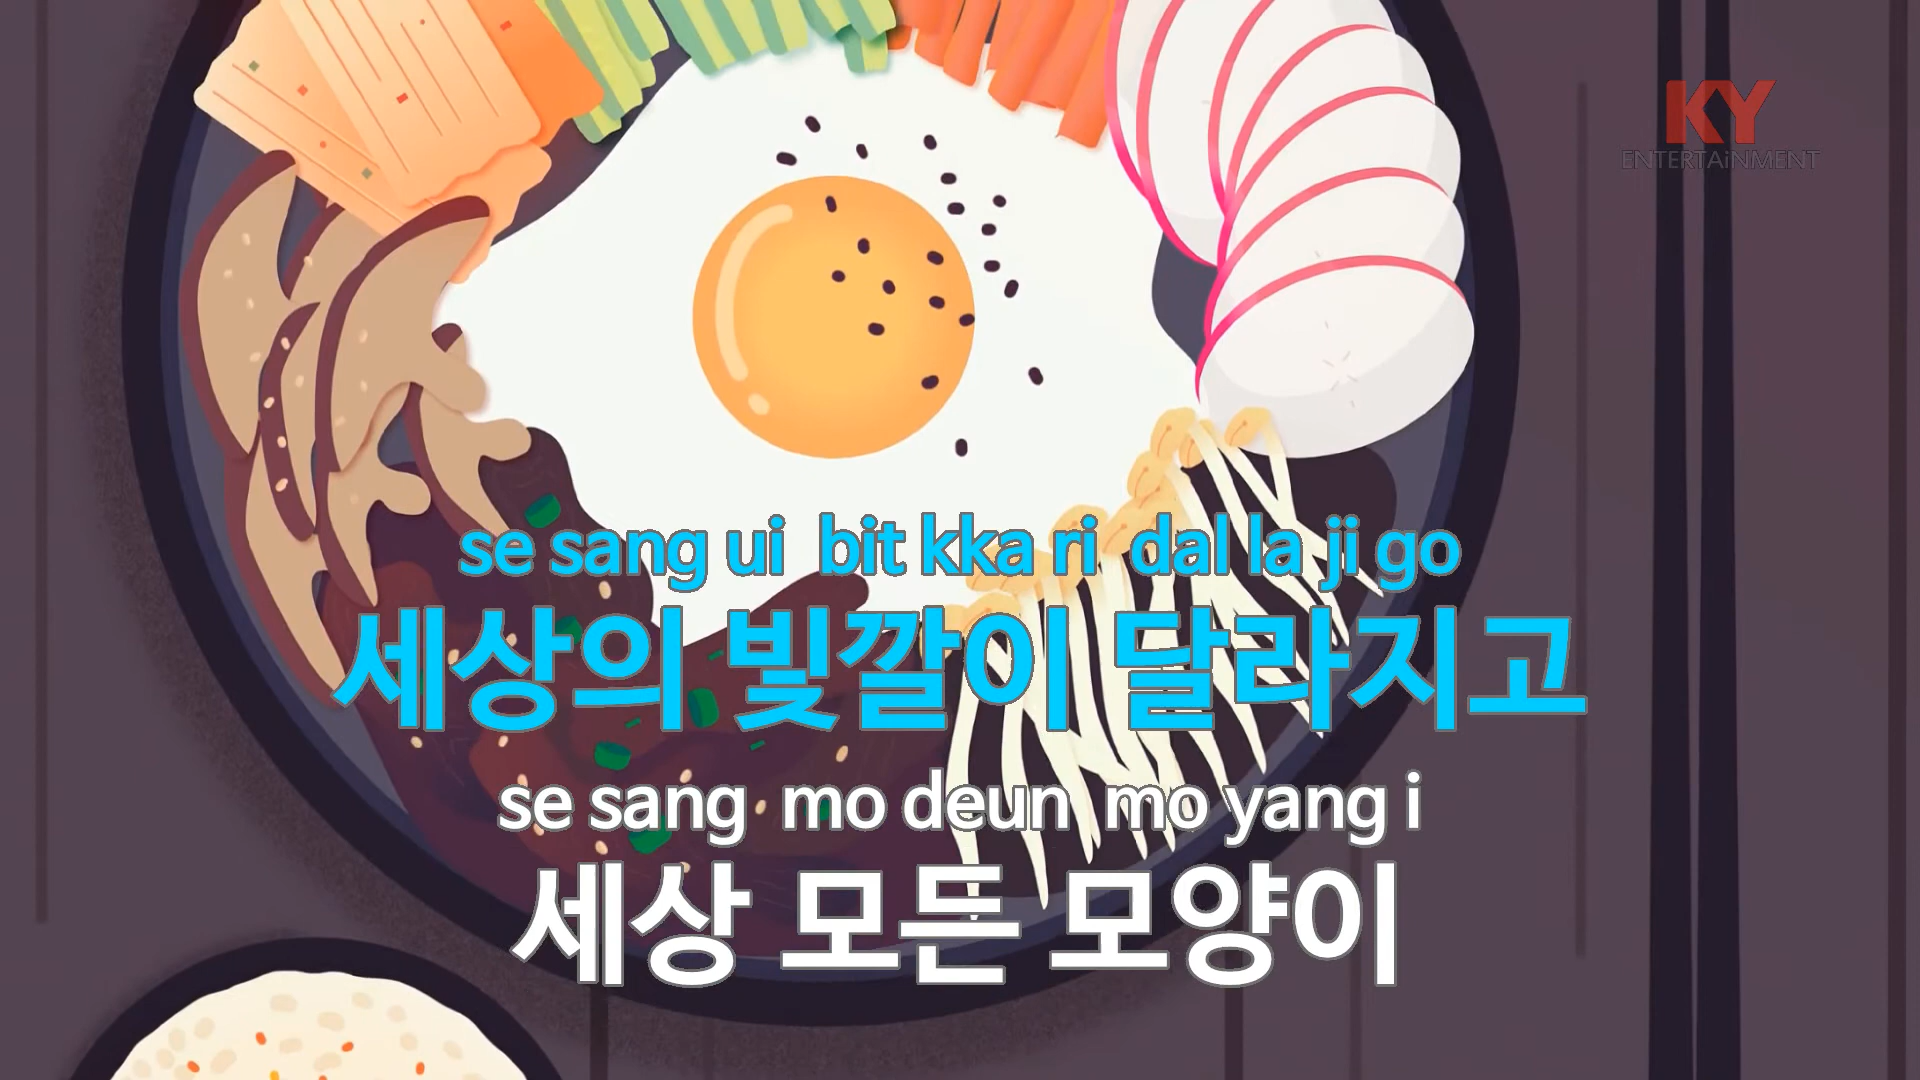 KY
ENTERTAiNMENT
se sang ui bit kka ri dal la ji go
세상의 빛깔이 달라지고
se sang mo deun mo yang i
세상 모든 모양이